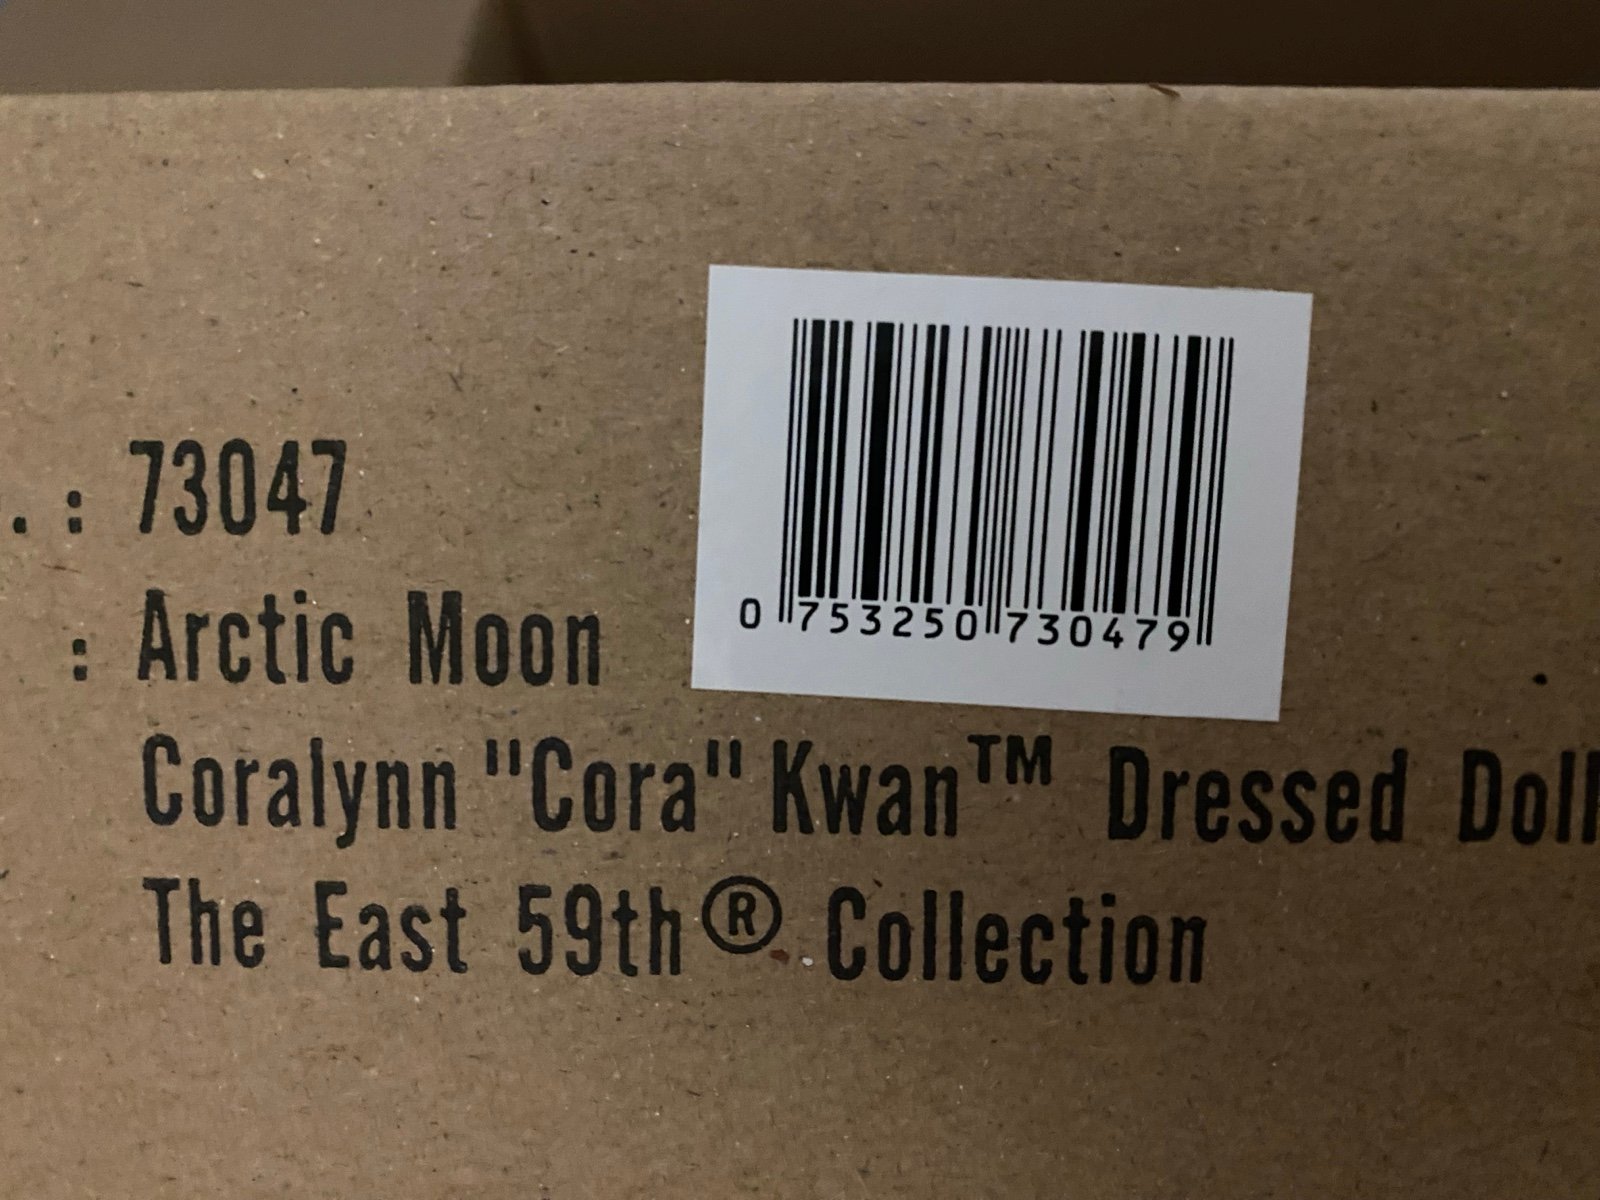 . : 73047
: Arctic Moon
0 753250 730479
Coralynn "Cora" Kwan™ Dressed Doll
The East 59th® Collection